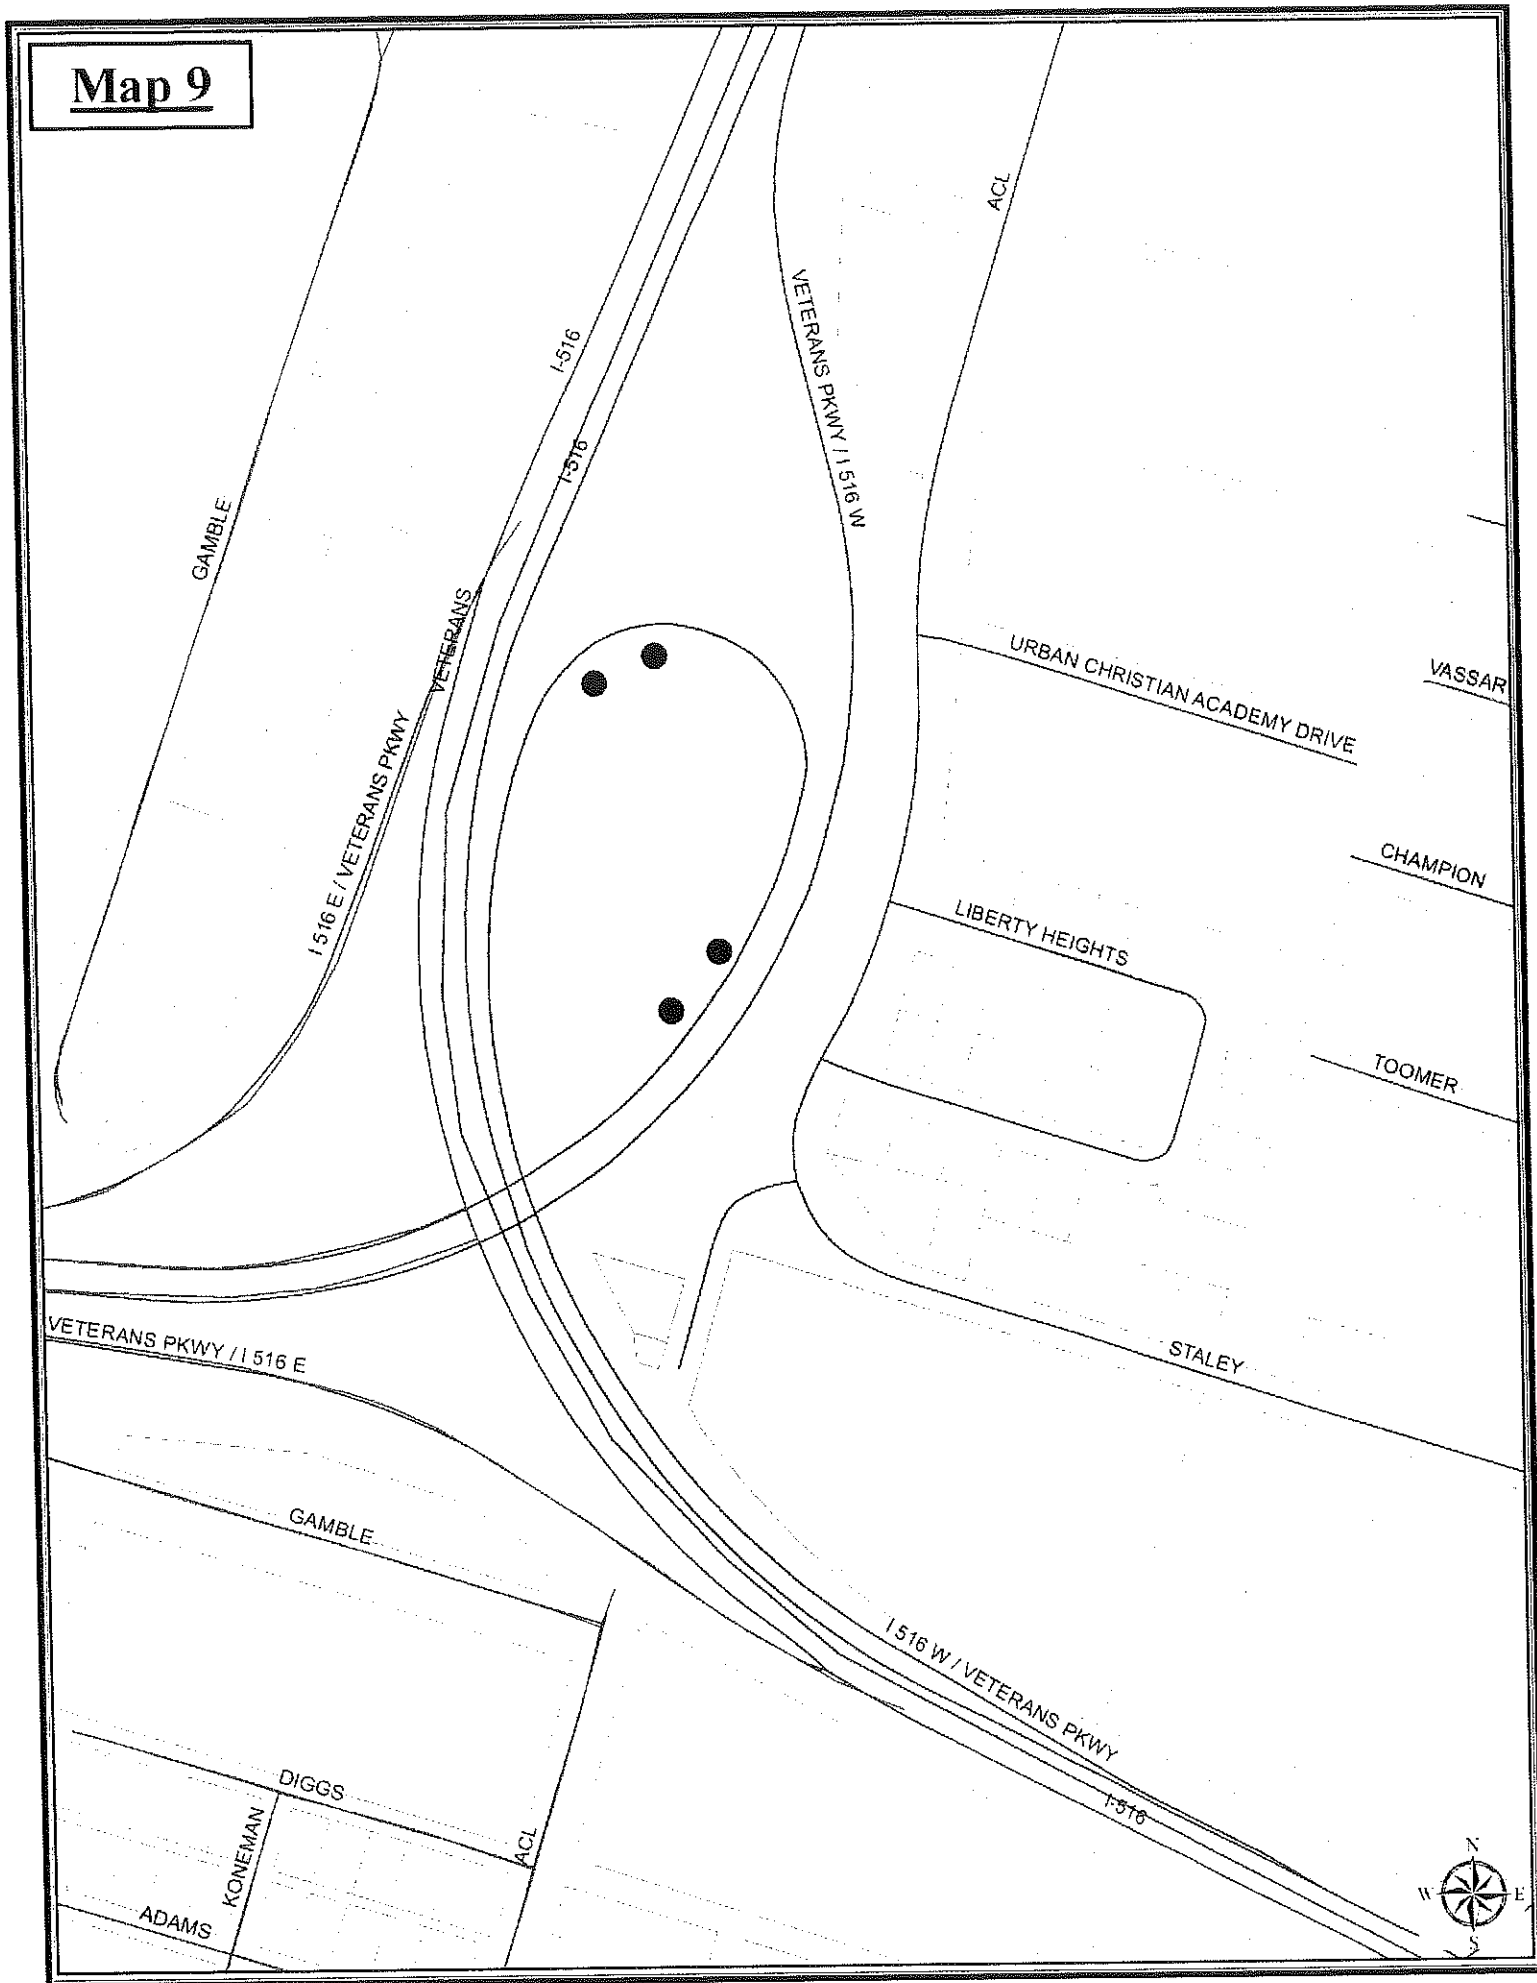 Map 9
ACL
VETERANS PKWY / I 516 W
I-516
I-516
GAMBLE
VETERANS
URBAN CHRISTIAN ACADEMY DRIVE
VASSAR
I 516 E / VETERANS PKWY
CHAMPION
LIBERTY HEIGHTS
TOOMER
VETERANS PKWY / I 516 E
STALEY
GAMBLE
I 516 W / VETERANS PKWY
DIGGS
I-516
KONEMAN
ACL
ADAMS
N
W
E
S